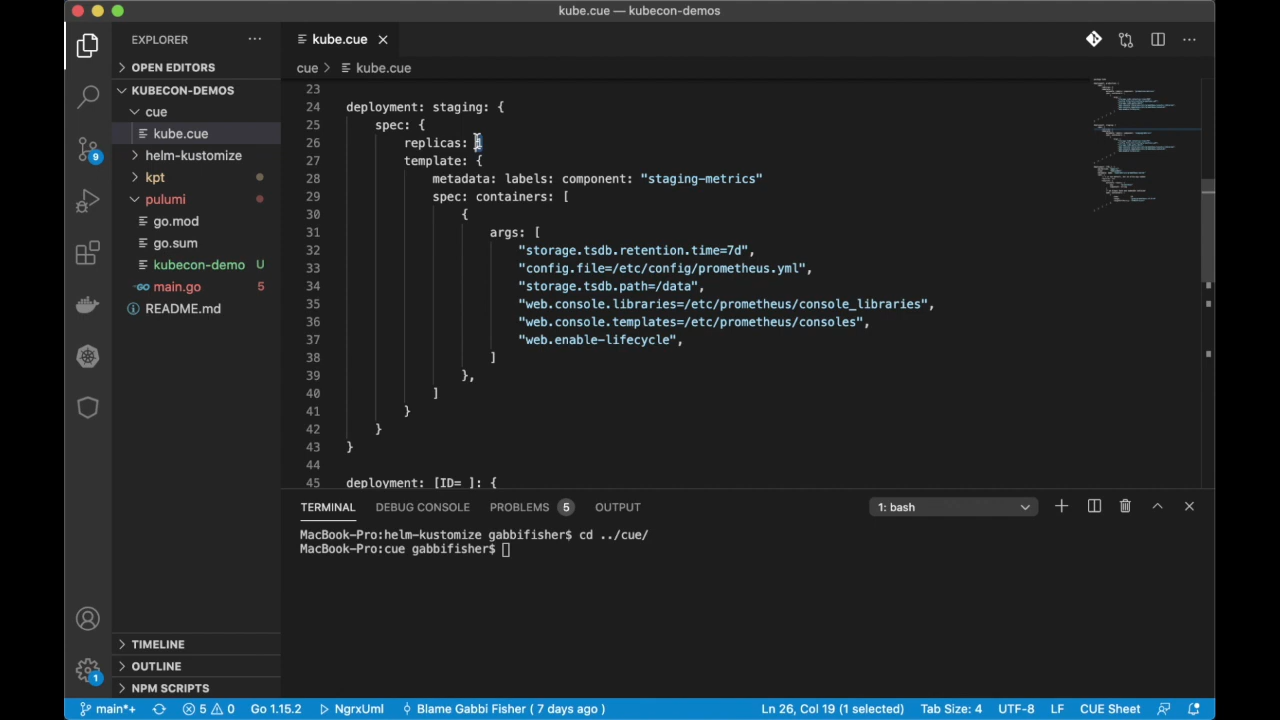 kube.cue — kubecon-demos
EXPLORER
kube.cue
OPEN EDITORS
cue > kube.cue
KUBECON-DEMOS
cue
kube.cue
helm-kustomize
kpt
pulumi
go.mod
go.sum
kubecon-demo U
main.go 5
README.md
TIMELINE
OUTLINE
NPM SCRIPTS
9
1
23
24 deployment: staging: {
25 spec: {
26 replicas: 1
27 template: {
28 metadata: labels: component: "staging-metrics"
29 spec: containers: [
30 {
31 args: [
32 "storage.tsdb.retention.time=7d",
33 "config.file=/etc/config/prometheus.yml",
34 "storage.tsdb.path=/data",
35 "web.console.libraries=/etc/prometheus/console_libraries",
36 "web.console.templates=/etc/prometheus/consoles",
37 "web.enable-lifecycle",
38 ]
39 },
40 ]
41 }
42 }
43 }
44
45 deployment: [ID=_]: {
TERMINAL DEBUG CONSOLE PROBLEMS 5 OUTPUT 1: bash
MacBook-Pro:helm-kustomize gabbifisher$ cd ../cue/
MacBook-Pro:cue gabbifisher$
main*+ 5 0 Go 1.15.2 NgrxUml Blame Gabbi Fisher ( 7 days ago ) Ln 26, Col 19 (1 selected) Tab Size: 4 UTF-8 LF CUE Sheet